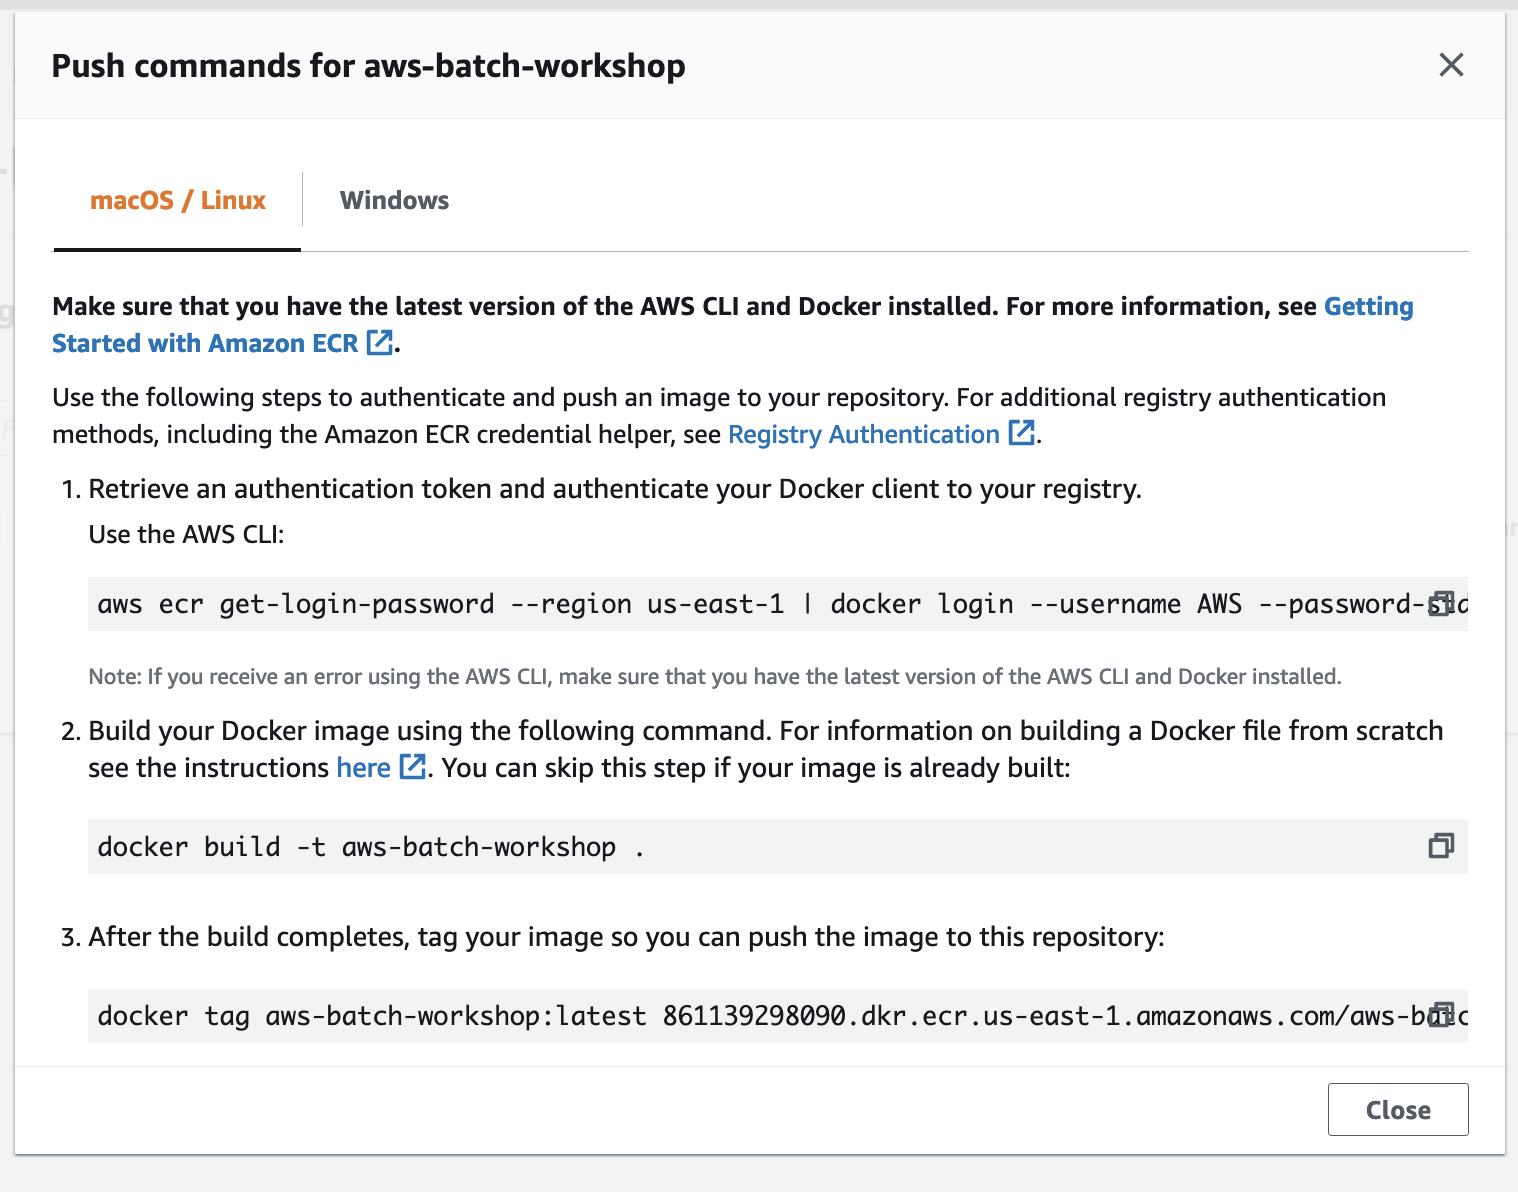 Push commands for aws-batch-workshop
macOS / Linux
Windows
Make sure that you have the latest version of the AWS CLI and Docker installed. For more information, see Getting
Started with Amazon ECR .
Use the following steps to authenticate and push an image to your repository. For additional registry authentication
methods, including the Amazon ECR credential helper, see Registry Authentication .
1. Retrieve an authentication token and authenticate your Docker client to your registry.
Use the AWS CLI:
aws ecr get-login-password --region us-east-1 | docker login --username AWS --password-
Note: If you receive an error using the AWS CLI, make sure that you have the latest version of the AWS CLI and Docker installed.
2. Build your Docker image using the following command. For information on building a Docker file from scratch
see the instructions here . You can skip this step if your image is already built:
docker build -t aws-batch-workshop .
3. After the build completes, tag your image so you can push the image to this repository:
docker tag aws-batch-workshop:latest 861139298090.dkr.ecr.us-east-1.amazonaws.com/aws-batc
Close